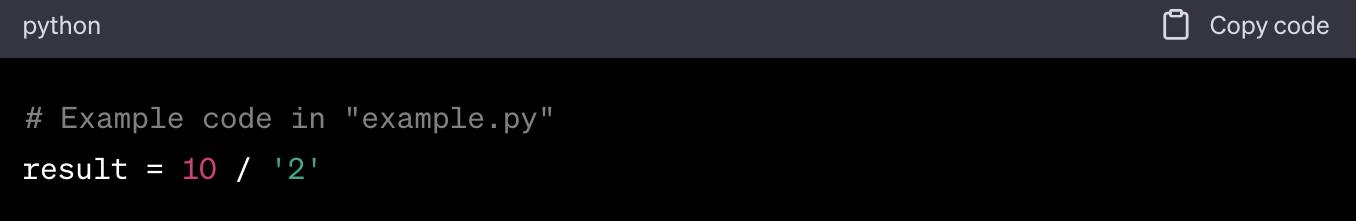 python
Copy code
# Example code in "example.py"
result = 10 / '2'